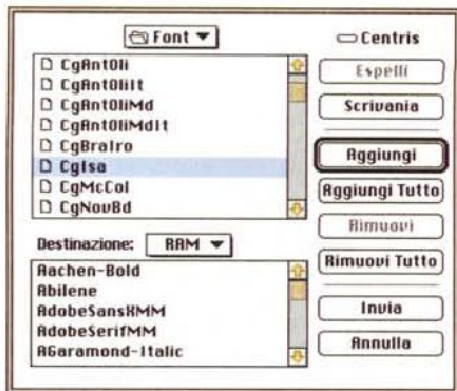 Font
Centris
CgAntOli
CgAntOliIt
CgAntOliMd
CgAntOliMdIt
CgBraIro
CgIsa
CgMcCol
CgNovBd
Espelli
Scrivania
Aggiungi
Aggiungi Tutto
Rimuovi
Rimuovi Tutto
Invia
Annulla
Destinazione: RAM
Aachen-Bold
Abilene
AdobeSansXMM
AdobeSerifMM
AGaramond-Italic